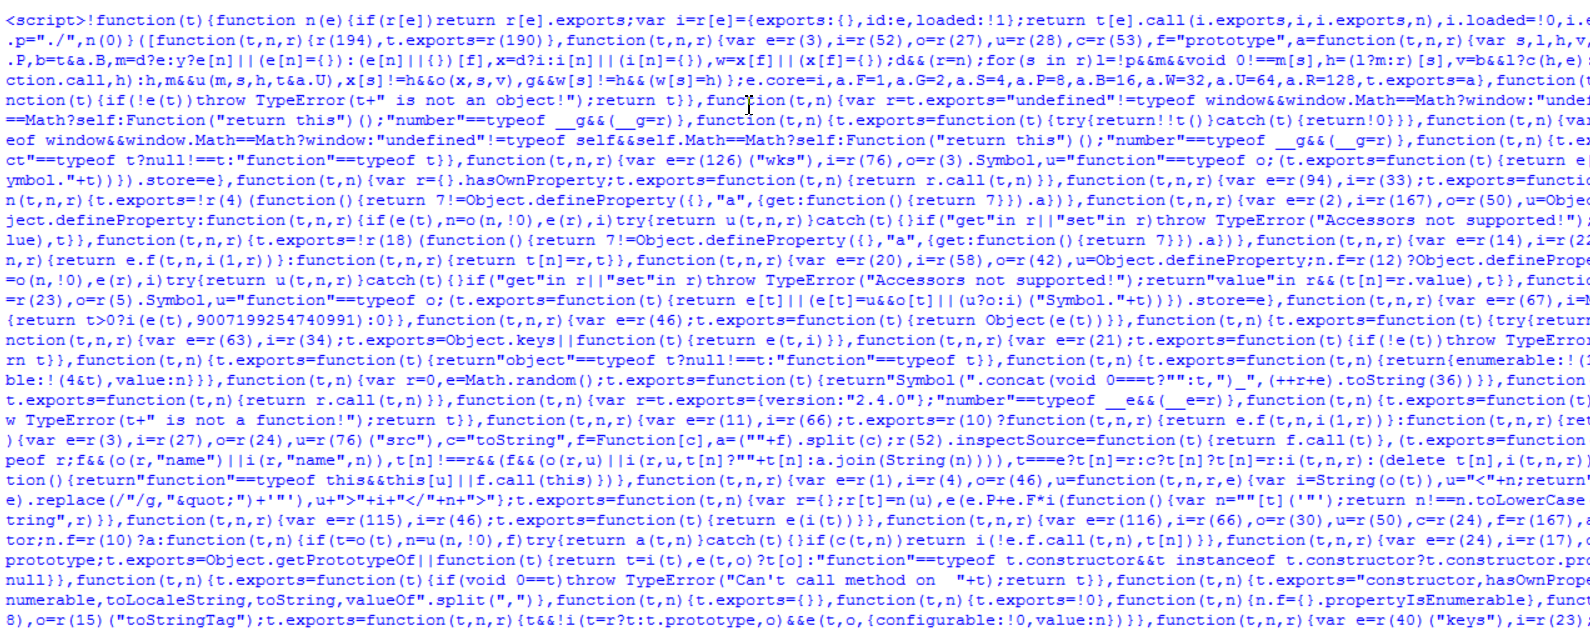 <script>!function(t){function n(e){if(r[e])return r[e].exports;var i=r[e]={exports:{},id:e,loaded:!1};return t[e].call(i.exports,i,i.exports,n),i.loaded=!0,i.e
.p="./",n(0)}([function(t,n,r){r(194),t.exports=r(190)},function(t,n,r){var e=r(3),i=r(52),o=r(27),u=r(28),c=r(53),f="prototype",a=function(t,n,r){var s,l,h,v,
.P,b=t&a.B,m=d?e:y?e[n]||(e[n]={}):(e[n]||{})[f],x=d?i:i[n]||(i[n]={}),w=x[f]||(x[f]={});d&&(r=n);for(s in r)l=!p&&m&&void 0!==m[s],h=(l?m:r)[s],v=b&&l?c(h,e):
ction.call,h):h,m&&u(m,s,h,t&a.U),x[s]!=h&&o(x,s,v),g&&w[s]!=h&&(w[s]=h)};e.core=i,a.F=1,a.G=2,a.S=4,a.P=8,a.B=16,a.W=32,a.U=64,a.R=128,t.exports=a},function(t
nction(t){if(!e(t))throw TypeError(t+" is not an object!");return t}},function(t,n){var r=t.exports="undefined"!=typeof window&&window.Math==Math?window:"undef
==Math?self:Function("return this")();"number"==typeof __g&&(__g=r)},function(t,n){t.exports=function(t){try{return!!t()}catch(t){return!0}}},function(t,n){var
eof window&&window.Math==Math?window:"undefined"!=typeof self&&self.Math==Math?self:Function("return this")();"number"==typeof __g&&(__g=r)},function(t,n){t.ex
ct"==typeof t?null!==t:"function"==typeof t}},function(t,n,r){var e=r(126)("wks"),i=r(76),o=r(3).Symbol,u="function"==typeof o;(t.exports=function(t){return e[
ymbol."+t))}).store=e},function(t,n){var r={}.hasOwnProperty;t.exports=function(t,n){return r.call(t,n)}},function(t,n,r){var e=r(94),i=r(33);t.exports=functio
n(t,n,r){t.exports=!r(4)(function(){return 7!=Object.defineProperty({},"a",{get:function(){return 7}}).a})},function(t,n,r){var e=r(2),i=r(167),o=r(50),u=Objec
ject.defineProperty:function(t,n,r){if(e(t),n=o(n,!0),e(r),i)try{return u(t,n,r)}catch(t){}if("get"in r||"set"in r)throw TypeError("Accessors not supported!");
lue),t}},function(t,n,r){t.exports=!r(18)(function(){return 7!=Object.defineProperty({},"a",{get:function(){return 7}}).a})},function(t,n,r){var e=r(14),i=r(22
n,r){return e.f(t,n,i(1,r))}:function(t,n,r){return t[n]=r,t}},function(t,n,r){var e=r(20),i=r(58),o=r(42),u=Object.defineProperty;n.f=r(12)?Object.definePrope
=o(n,!0),e(r),i)try{return u(t,n,r)}catch(t){}if("get"in r||"set"in r)throw TypeError("Accessors not supported!");return"value"in r&&(t[n]=r.value),t}},functio
=r(23),o=r(5).Symbol,u="function"==typeof o;(t.exports=function(t){return e[t]||(e[t]=u&&o[t]||(u?o:i)("Symbol."+t))}).store=e},function(t,n,r){var e=r(67),i=M
{return t>0?i(e(t),9007199254740991):0}},function(t,n,r){var e=r(46);t.exports=function(t){return Object(e(t))}},function(t,n){t.exports=function(t){try{return
nction(t,n,r){var e=r(63),i=r(34);t.exports=Object.keys||function(t){return e(t,i)}},function(t,n,r){var e=r(21);t.exports=function(t){if(!e(t))throw TypeError
rn t}},function(t,n){t.exports=function(t){return"object"==typeof t?null!==t:"function"==typeof t}},function(t,n){t.exports=function(t,n){return{enumerable:!(1
ble:!(4&t),value:n}}},function(t,n){var r=0,e=Math.random();t.exports=function(t){return"Symbol(".concat(void 0===t?"":t,")_",(++r+e).toString(36))}},function
t.exports=function(t,n){return r.call(t,n)}},function(t,n){var r=t.exports={version:"2.4.0"};"number"==typeof __e&&(__e=r)},function(t,n){t.exports=function(t)
w TypeError(t+" is not a function!");return t}},function(t,n,r){var e=r(11),i=r(66);t.exports=r(10)?function(t,n,r){return e.f(t,n,i(1,r))}:function(t,n,r){ret
){var e=r(3),i=r(27),o=r(24),u=r(76)("src"),c="toString",f=Function[c],a=(""+f).split(c);r(52).inspectSource=function(t){return f.call(t)},(t.exports=function
peof r;f&&(o(r,"name")||i(r,"name",n)),t[n]!==r&&(f&&(o(r,u)||i(r,u,t[n]?""+t[n]:a.join(String(n)))),t===e?t[n]=r:c?t[n]?t[n]=r:i(t,n,r):(delete t[n],i(t,n,r))
tion(){return"function"==typeof this&&this[u]||f.call(this)})},function(t,n,r){var e=r(1),i=r(4),o=r(46),u=function(t,n,r,e){var i=String(o(t)),u="<"+n;return"
e).replace(/"/g,"&quot;")+'"'),u+">"+i+"</"+n+">"};t.exports=function(t,n){var r={};r[t]=n(u),e(e.P+e.F*i(function(){var n=""[t]('"');return n!==n.toLowerCase
tring",r)}},function(t,n,r){var e=r(115),i=r(46);t.exports=function(t){return e(i(t))}},function(t,n,r){var e=r(116),i=r(66),o=r(30),u=r(50),c=r(24),f=r(167),a
tor;n.f=r(10)?a:function(t,n){if(t=o(t),n=u(n,!0),f)try{return a(t,n)}catch(t){}if(c(t,n))return i(!e.f.call(t,n),t[n])}},function(t,n,r){var e=r(24),i=r(17),o
prototype;t.exports=Object.getPrototypeOf||function(t){return t=i(t),e(t,o)?t[o]:"function"==typeof t.constructor&&t instanceof t.constructor?t.constructor.pro
null}},function(t,n){t.exports=function(t){if(void 0==t)throw TypeError("Can't call method on  "+t);return t}},function(t,n){t.exports="constructor,hasOwnPrope
numerable,toLocaleString,toString,valueOf".split(",")},function(t,n){t.exports={}},function(t,n){t.exports=!0},function(t,n){n.f={}.propertyIsEnumerable},funct
8),o=r(15)("toStringTag");t.exports=function(t,n,r){t&&!i(t=r?t:t.prototype,o)&&e(t,o,{configurable:!0,value:n})}},function(t,n,r){var e=r(40)("keys"),i=r(23);